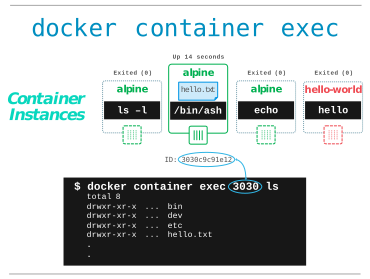 docker container exec
Up 14 seconds
Exited (0)
Exited (0)
Exited (0)
alpine
alpine
alpine
hello-world
hello.txt
Container
Instances
ls –l
/bin/ash
echo
hello
ID: 3030c9c91e12
$ docker container exec 3030 ls
total 8
drwxr-xr-x ... bin
drwxr-xr-x ... dev
drwxr-xr-x ... etc
drwxr-xr-x ... hello.txt
.
.